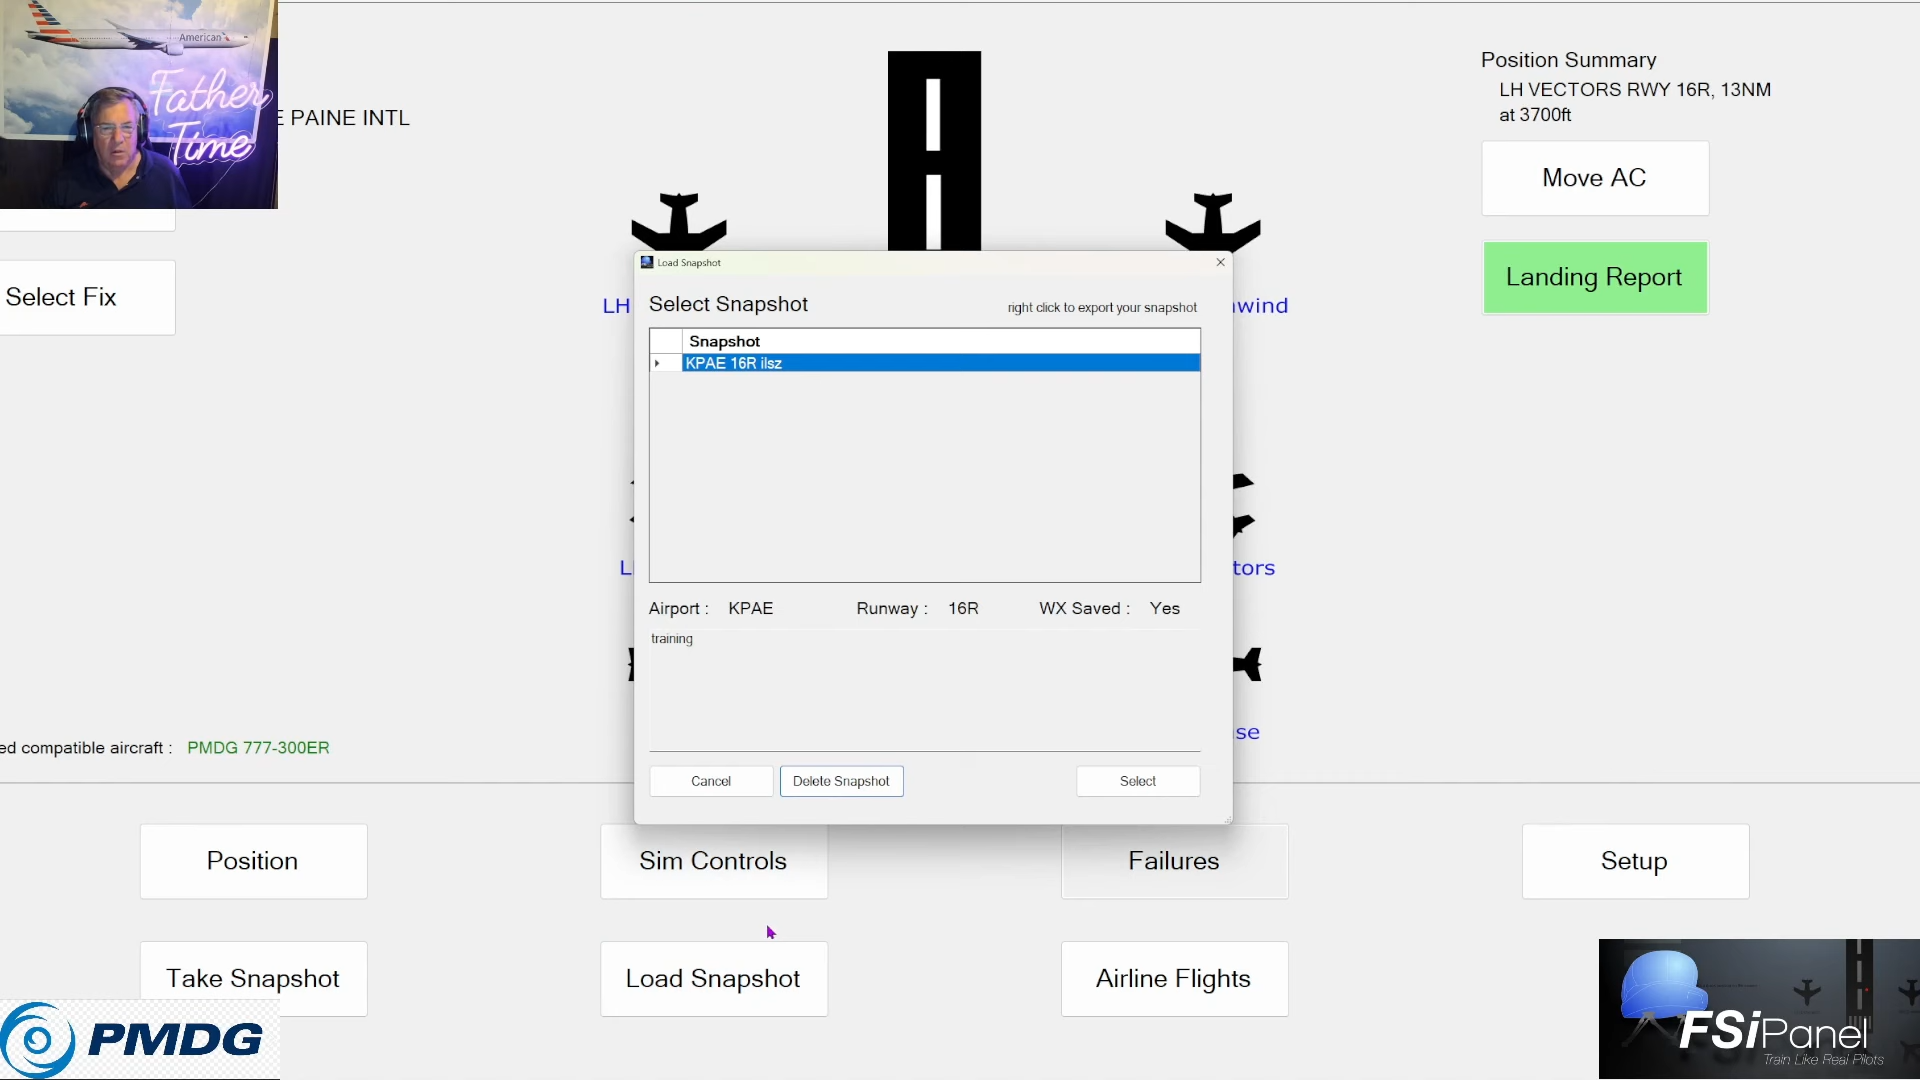 American
Father
Time
E PAINE INTL
Select Fix
Position Summary
LH VECTORS RWY 16R, 13NM
at 3700ft
Move AC
Landing Report
LH
wind
Load Snapshot
Select Snapshot
right click to export your snapshot
Snapshot
KPAE 16R ilsz
Airport : KPAE Runway : 16R WX Saved : Yes
training
Cancel
Delete Snapshot
Select
tors
se
ed compatible aircraft : PMDG 777-300ER
Position
Sim Controls
Failures
Setup
Take Snapshot
Load Snapshot
Airline Flights
PMDG
FSiPanel
Train Like Real Pilots